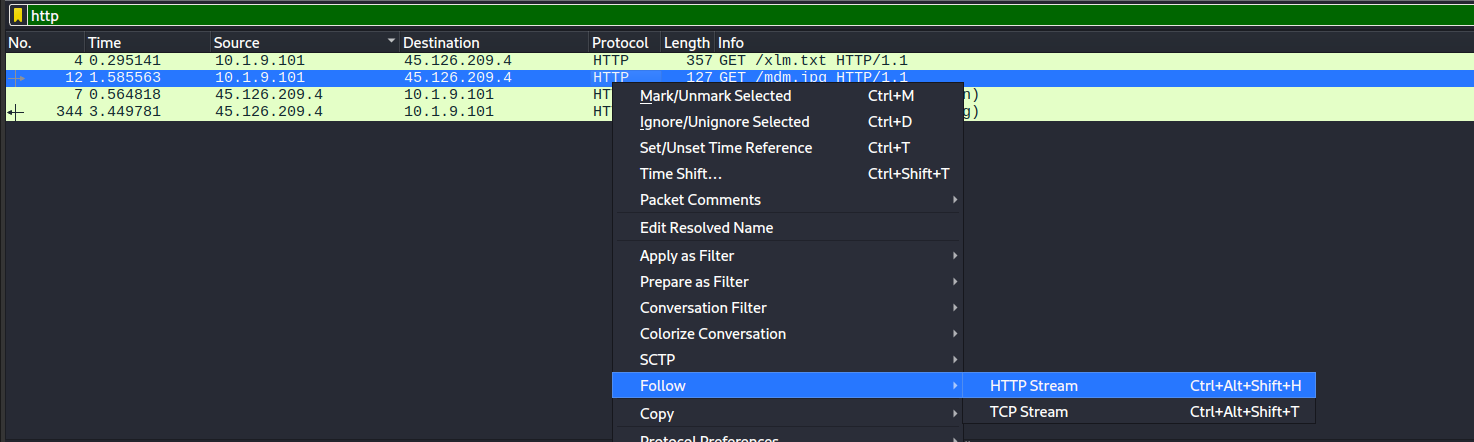 http
No. Time Source Destination Protocol Length Info
4 0.295141 10.1.9.101 45.126.209.4 HTTP 357 GET /xlm.txt HTTP/1.1
12 1.585563 10.1.9.101 45.126.209.4 HTTP 127 GET /mdm.jpg HTTP/1.1
7 0.564818 45.126.209.4 10.1.9.101 HT n)
344 3.449781 45.126.209.4 10.1.9.101 HT g)
Mark/Unmark Selected Ctrl+M
Ignore/Unignore Selected Ctrl+D
Set/Unset Time Reference Ctrl+T
Time Shift... Ctrl+Shift+T
Packet Comments
Edit Resolved Name
Apply as Filter
Prepare as Filter
Conversation Filter
Colorize Conversation
SCTP
Follow HTTP Stream Ctrl+Alt+Shift+H
Copy TCP Stream Ctrl+Alt+Shift+T
Protocol Preferences